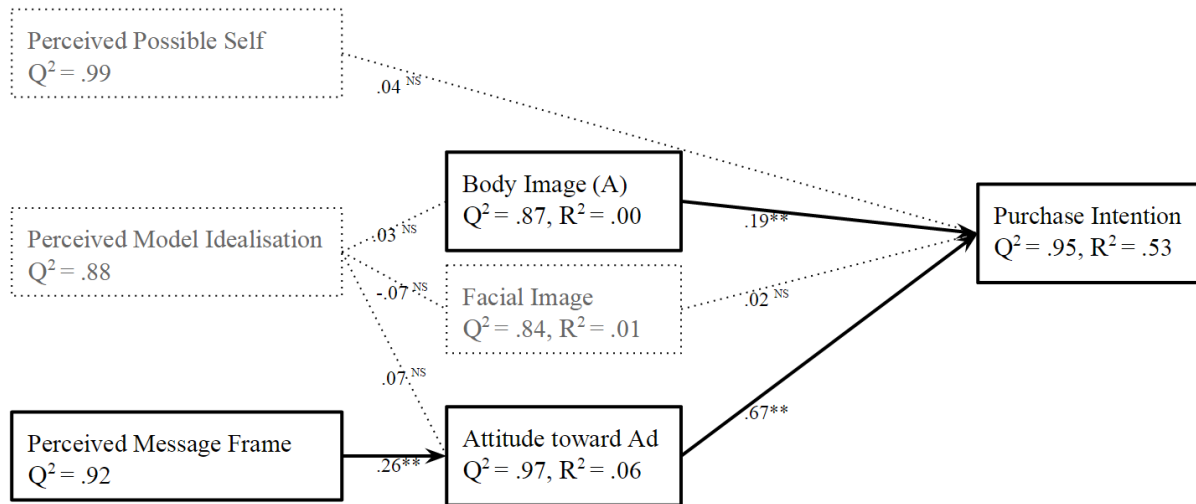 Perceived Possible Self
Q² = .99
.04 NS
Body Image (A)
Q² = .87, R² = .00
.19**
Purchase Intention
Q² = .95, R² = .53
Perceived Model Idealisation
Q² = .88
.03 NS
-.07 NS
.07 NS
Facial Image
Q² = .84, R² = .01
.02 NS
Perceived Message Frame
Q² = .92
.26**
Attitude toward Ad
Q² = .97, R² = .06
.67**